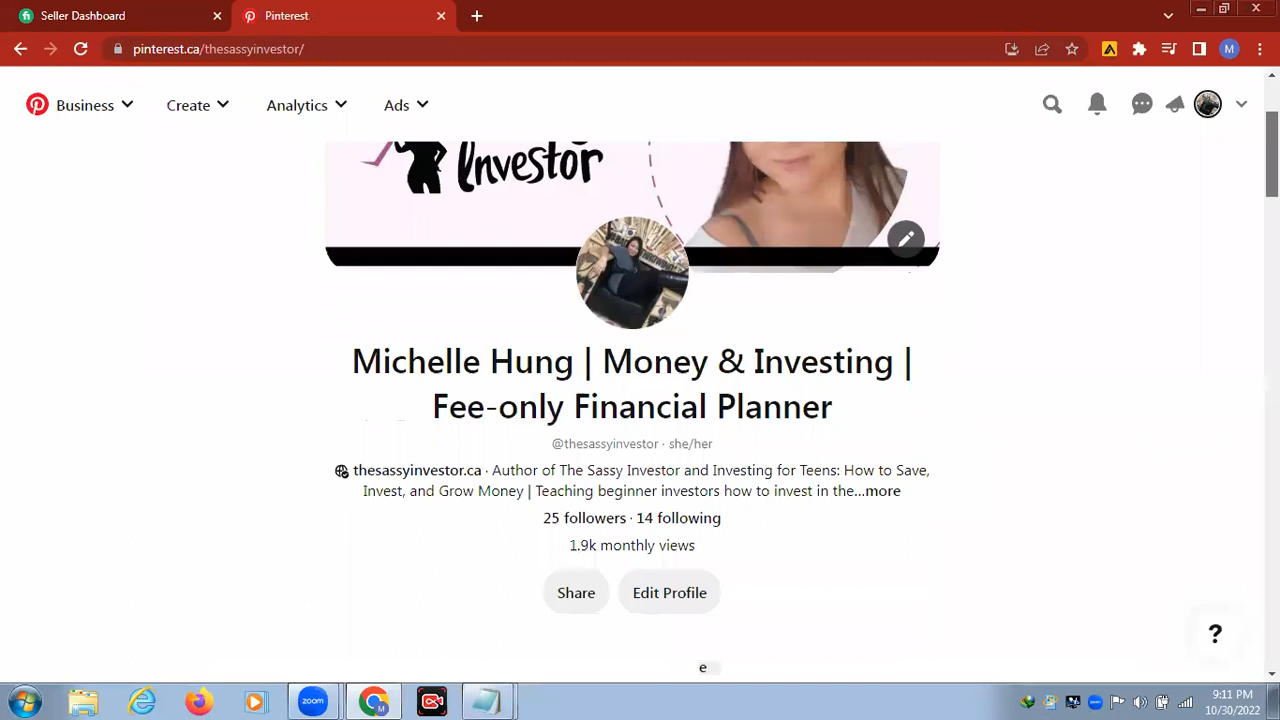 Seller Dashboard
Pinterest
pinterest.ca/thesassyinvestor/
M
Business
Create
Analytics
Ads
Investor
Michelle Hung | Money & Investing |
Fee-only Financial Planner
@thesassyinvestor · she/her
thesassyinvestor.ca · Author of The Sassy Investor and Investing for Teens: How to Save,
Invest, and Grow Money | Teaching beginner investors how to invest in the...more
25 followers · 14 following
1.9k monthly views
Share
Edit Profile
?
e
zoom
M
9:11 PM
10/30/2022